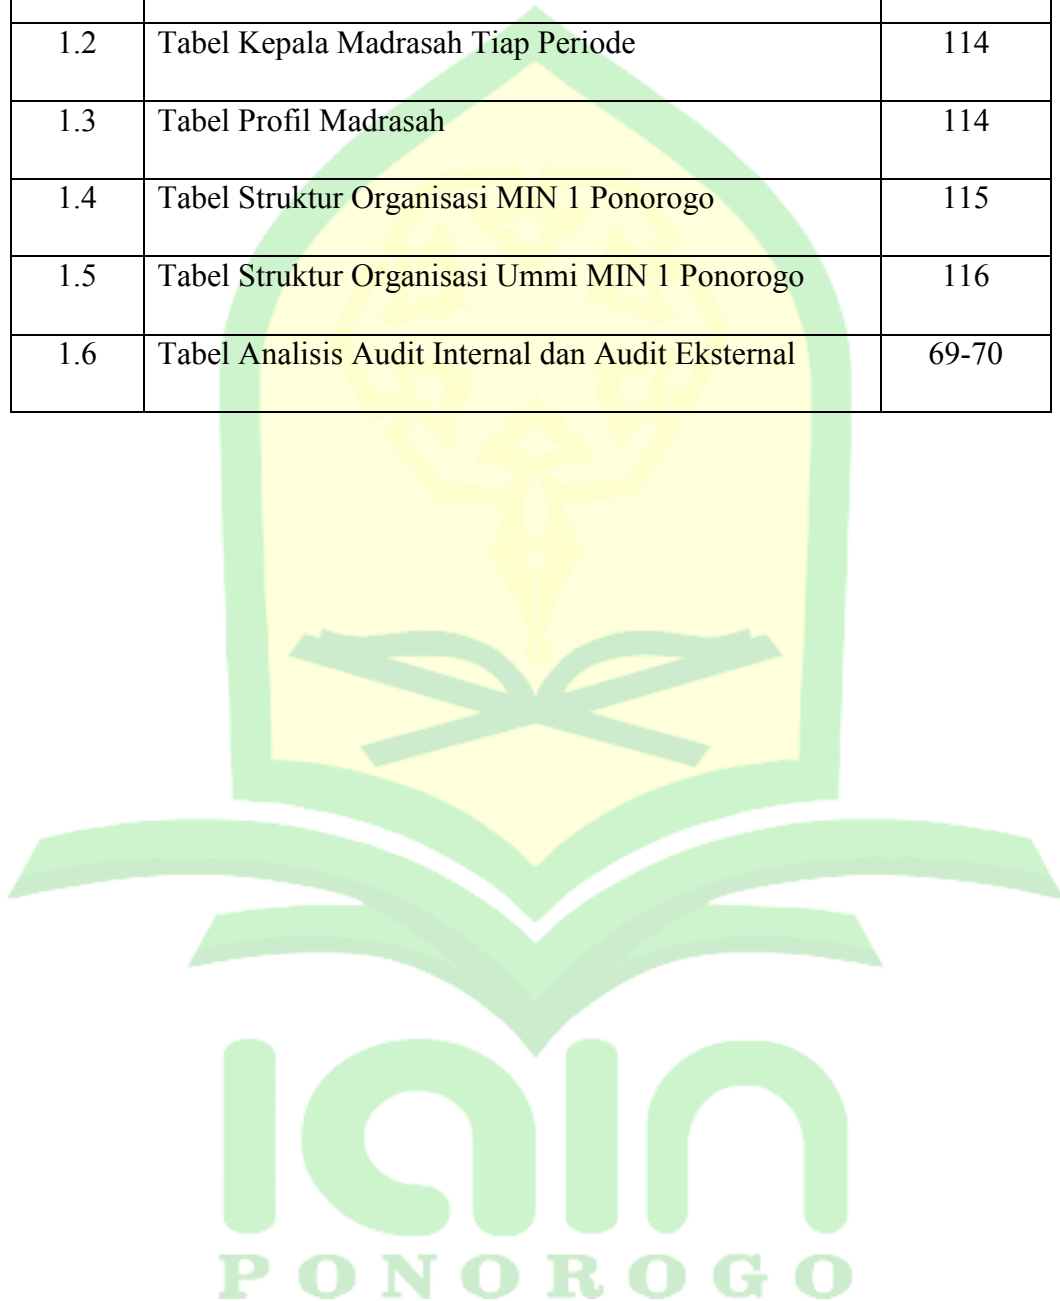 1.2 Tabel Kepala Madrasah Tiap Periode 114
1.3 Tabel Profil Madrasah 114
1.4 Tabel Struktur Organisasi MIN 1 Ponorogo 115
1.5 Tabel Struktur Organisasi Ummi MIN 1 Ponorogo 116
1.6 Tabel Analisis Audit Internal dan Audit Eksternal 69-70
iain
PONOROGO